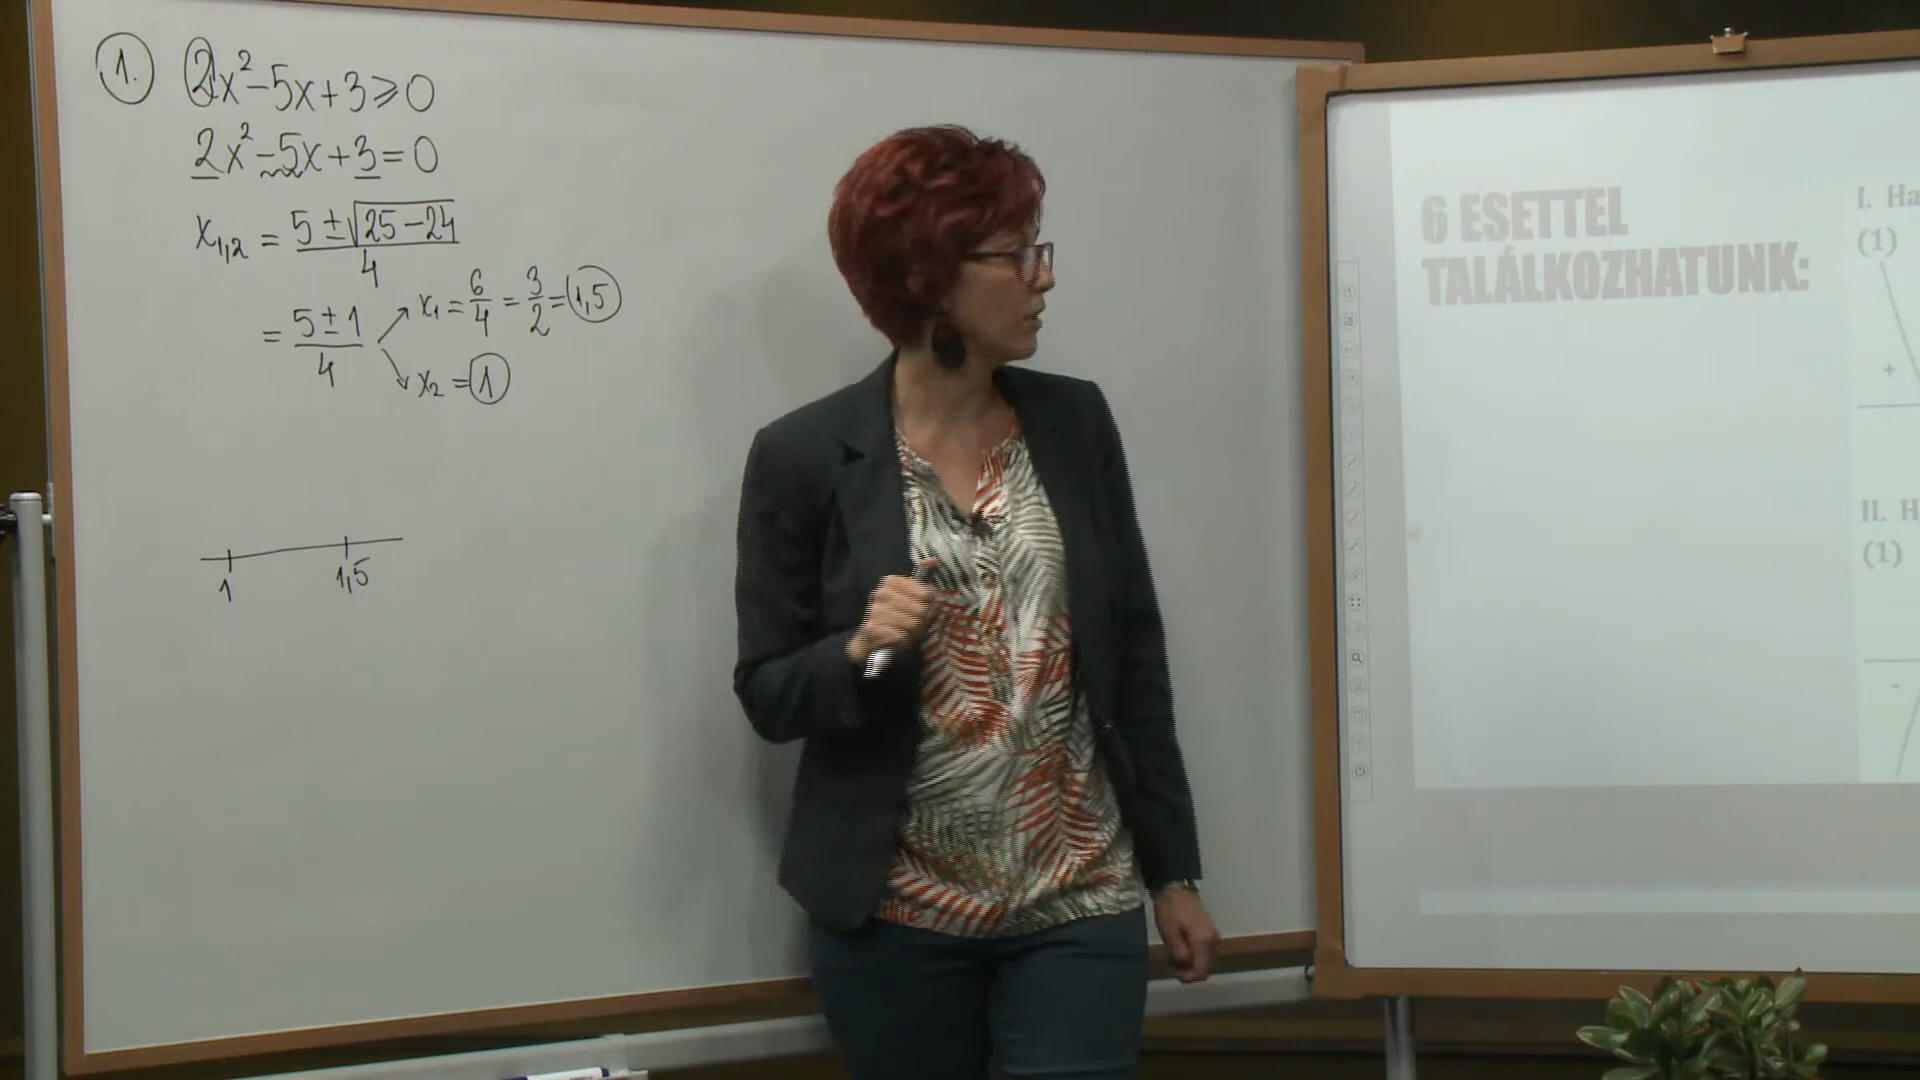 1. 2x²-5x+3≥0
2x²-5x+3=0
x1,2 = 5±√25-24
4
= 5±1 x1 = 6 = 3 = 1,5
4 4 2
x2 = 1
1 1,5
6 ESETTEL
TALÁLKOZHATUNK:
I. Ha
(1)
+
II. H
(1)
-